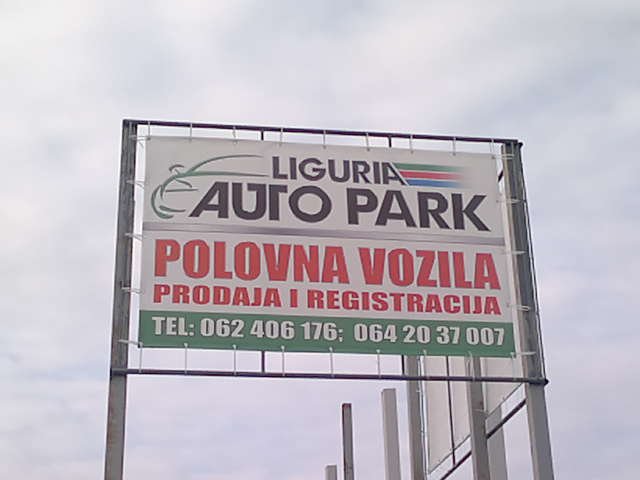 LIGURIA
AUTO PARK
POLOVNA VOZILA
PRODAJA I REGISTRACIJA
TEL: 062 406 176; 064 20 37 007